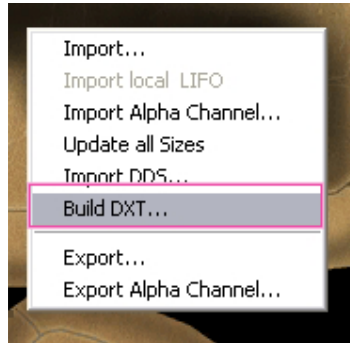 Import...
Import local LIFO
Import Alpha Channel...
Update all Sizes
Import DDS...
Build DXT...
Export...
Export Alpha Channel...